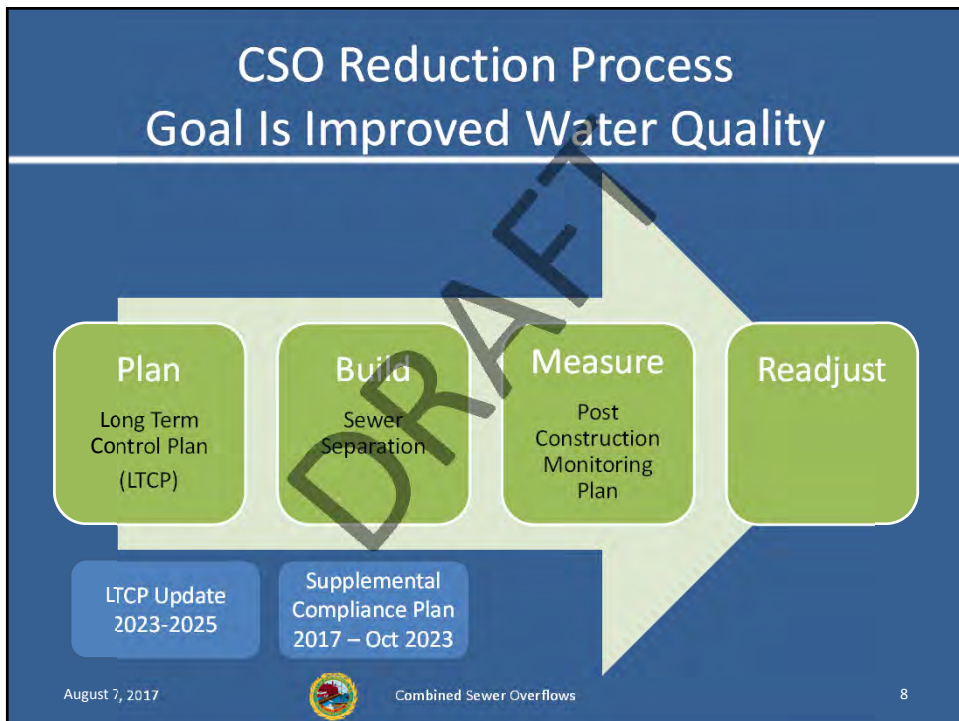 CSO Reduction Process
Goal Is Improved Water Quality
Plan
Long Term
Control Plan
(LTCP)
Build
Sewer
Separation
Measure
Post
Construction
Monitoring
Plan
Readjust
DRAFT
LTCP Update
2023-2025
Supplemental
Compliance Plan
2017 – Oct 2023
August 7, 2017
Combined Sewer Overflows
8